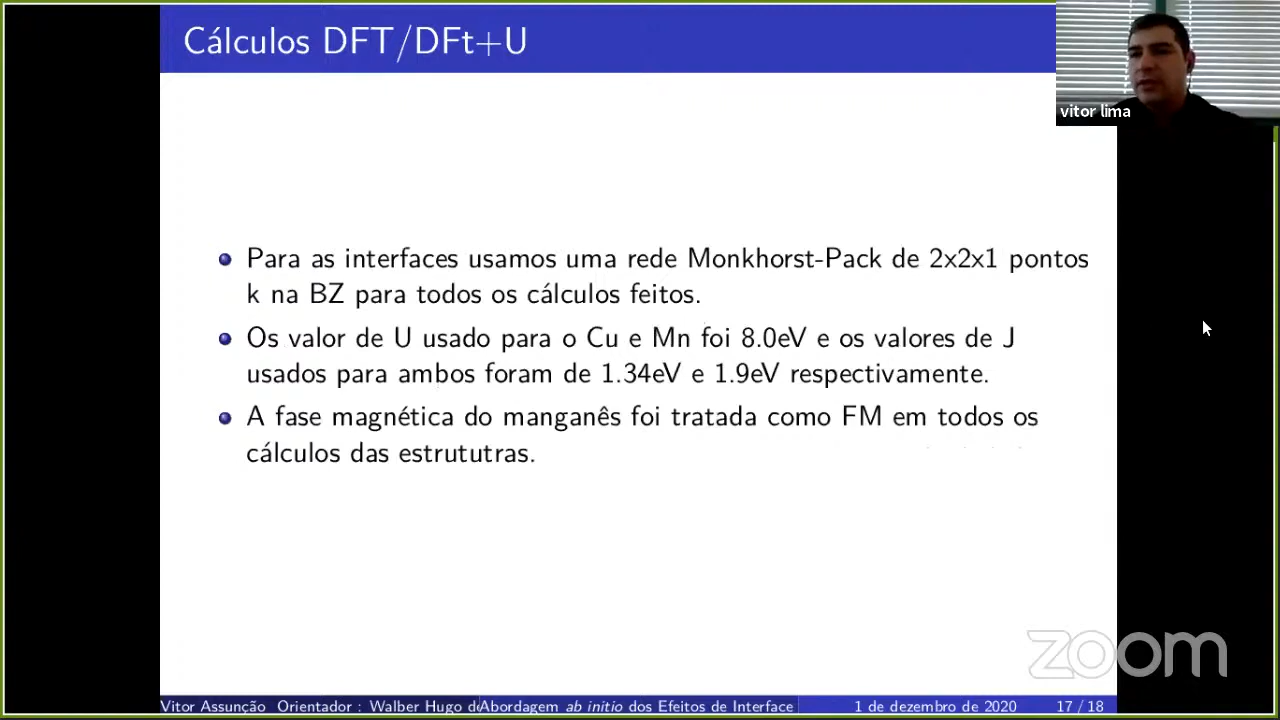 Cálculos DFT/DFt+U
vitor lima
Para as interfaces usamos uma rede Monkhorst-Pack de 2x2x1 pontos
k na BZ para todos os cálculos feitos.
Os valor de U usado para o Cu e Mn foi 8.0eV e os valores de J
usados para ambos foram de 1.34eV e 1.9eV respectivamente.
A fase magnética do manganês foi tratada como FM em todos os
cálculos das estrututras.
zoom
Vitor Assunção Orientador : Walber Hugo de Abordagem ab initio dos Efeitos de Interface 1 de dezembro de 2020 17 / 18